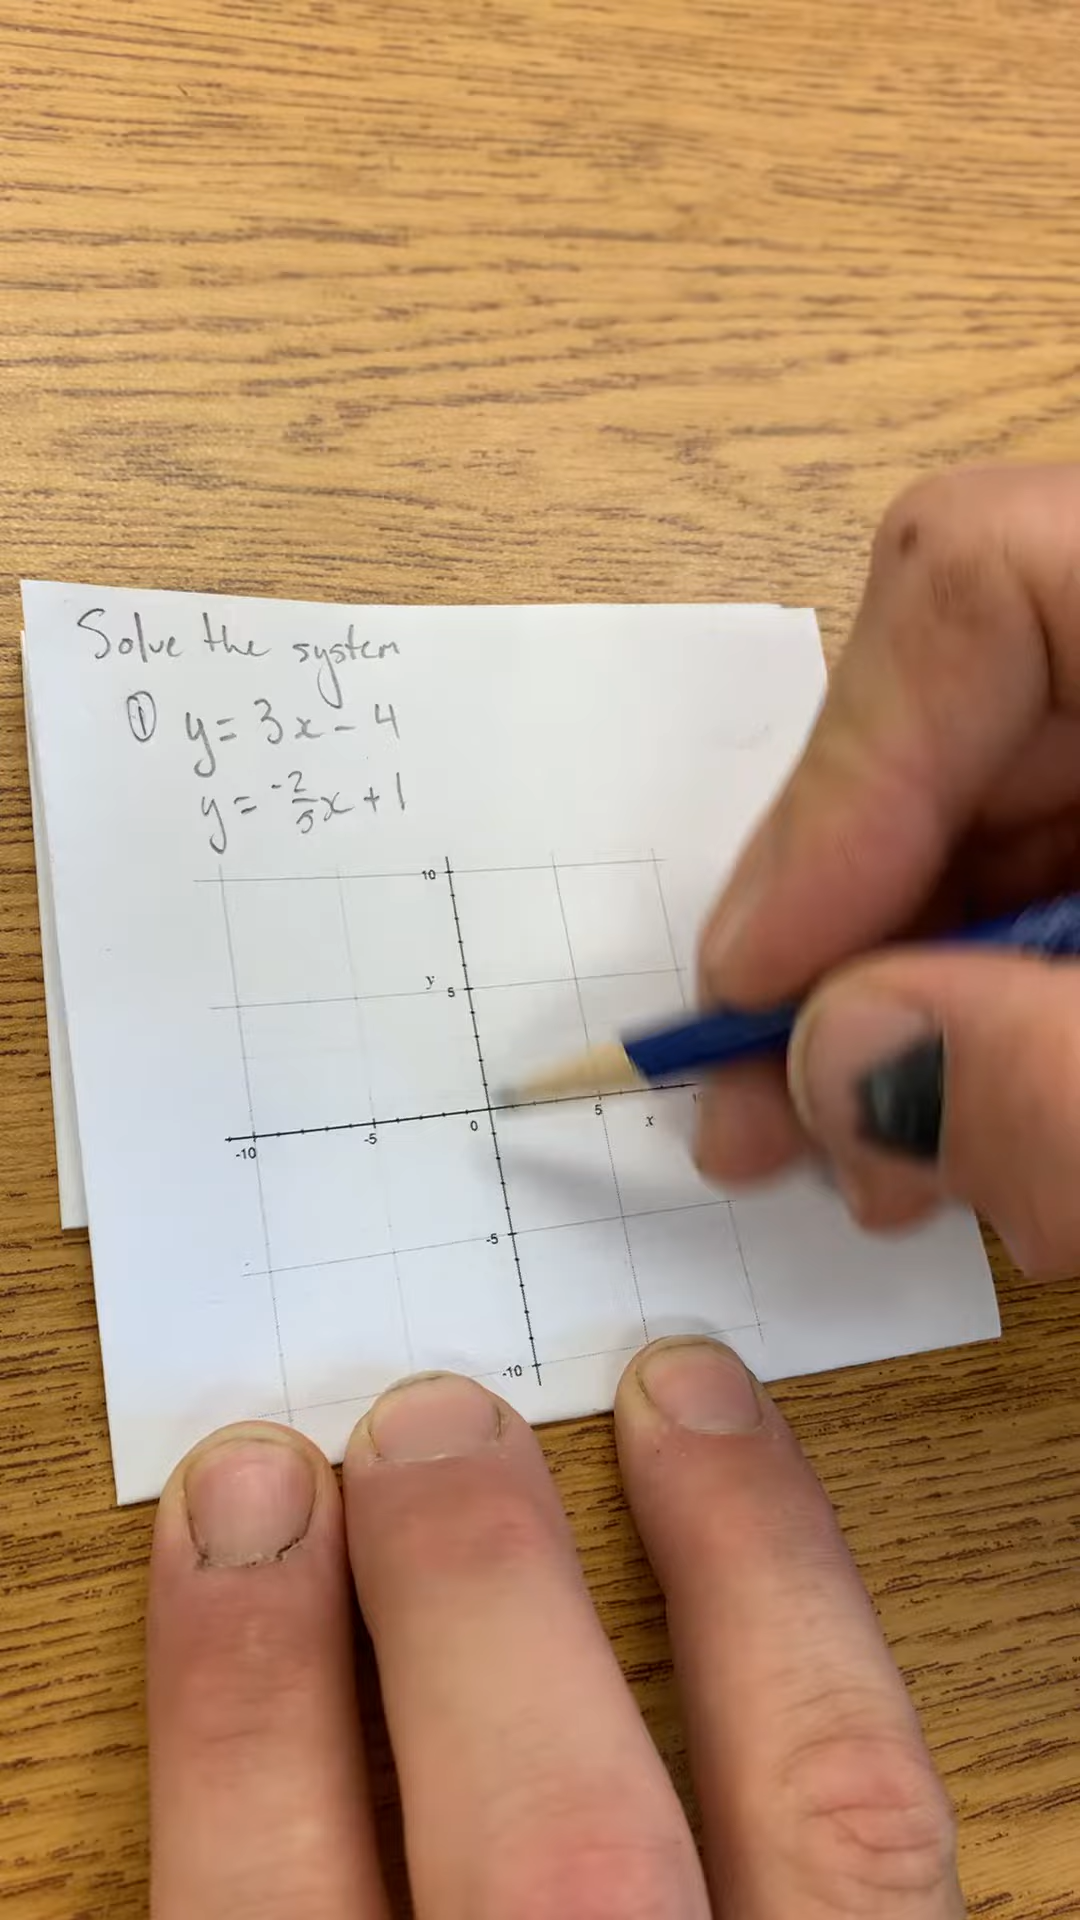 Solve the system
① y = 3x - 4
y = -2/5x + 1
10
y
5
-10 -5 0 5 x
-5
-10